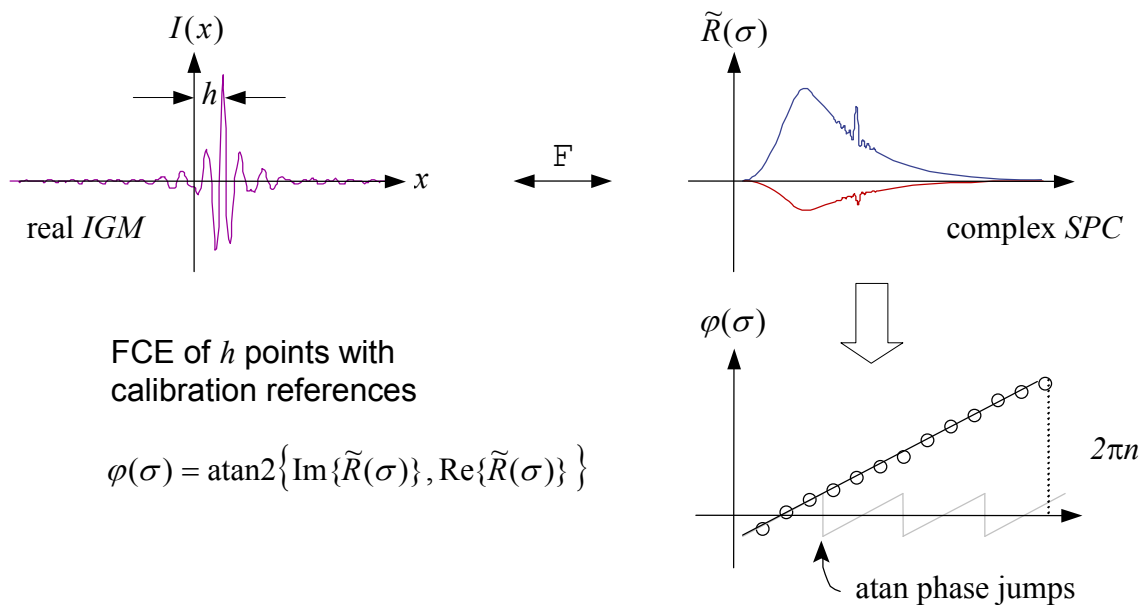 I(x)
h
x
real IGM
F
R̃(σ)
complex SPC
FCE of h points with
calibration references
φ(σ) = atan2{Im{R̃(σ)}, Re{R̃(σ)}}
φ(σ)
2πn
atan phase jumps